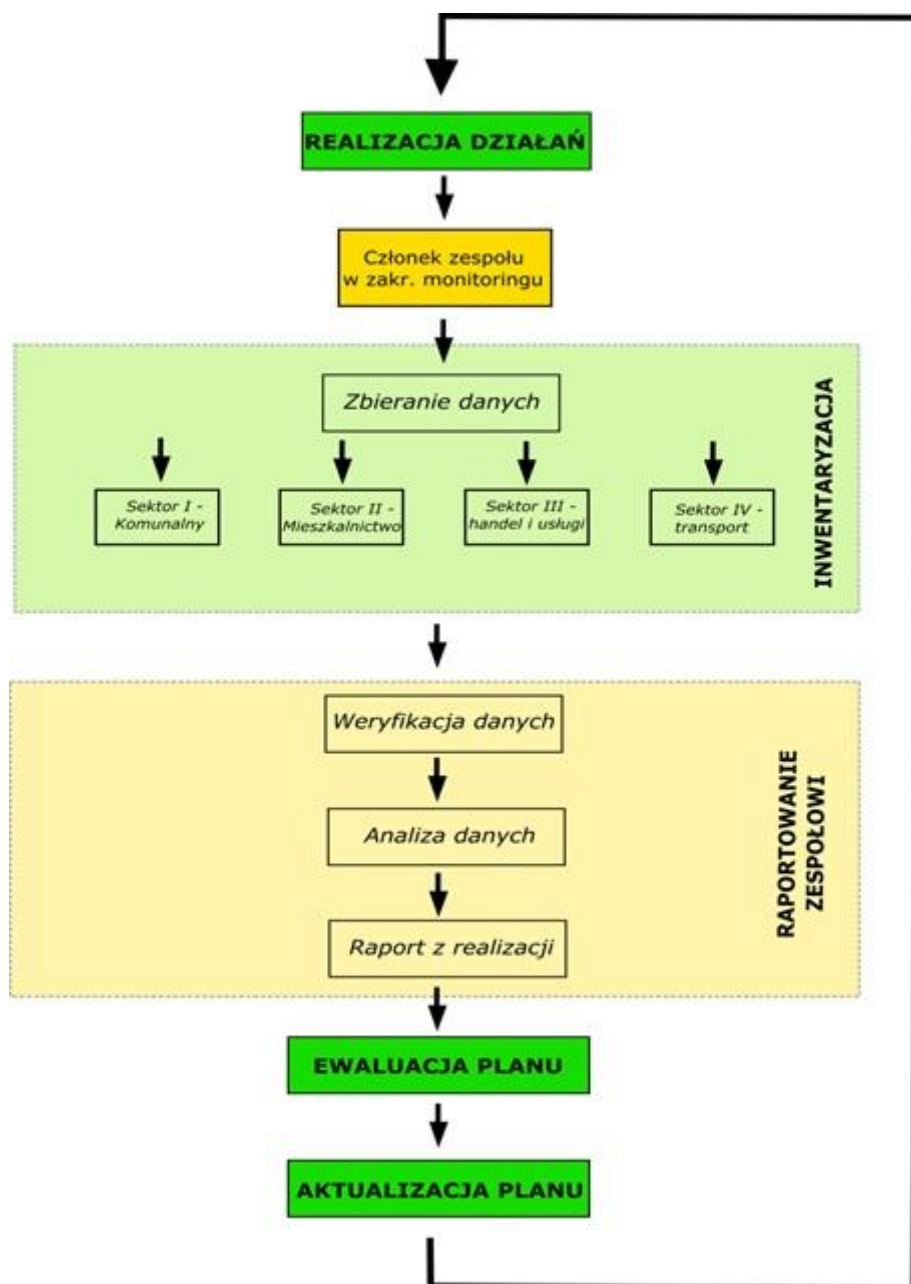 REALIZACJA DZIAŁAŃ
Członek zespołu
w zakr. monitoringu
Zbieranie danych
Sektor I -
Komunalny
Sektor II -
Mieszkalnictwo
Sektor III -
handel i usługi
Sektor IV -
transport
INWENTARYZACJA
Weryfikacja danych
Analiza danych
Raport z realizacji
RAPORTOWANIE
ZESPOŁOWI
EWALUACJA PLANU
AKTUALIZACJA PLANU